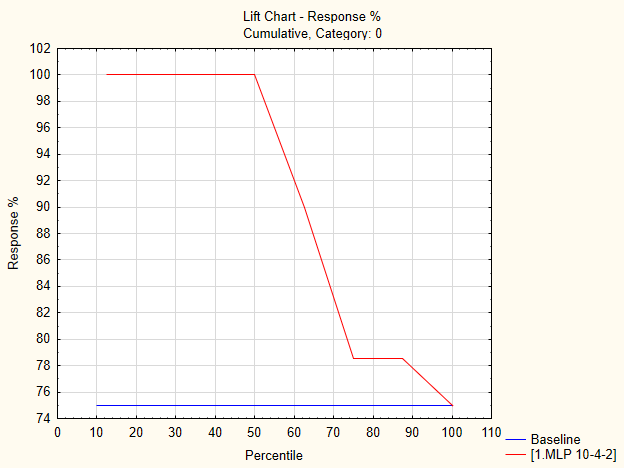 Lift Chart - Response %
Cumulative, Category: 0
102
100
98
96
94
92
90
88
86
84
82
80
78
76
74
Response %
0 10 20 30 40 50 60 70 80 90 100 110
Percentile
Baseline
[1.MLP 10-4-2]